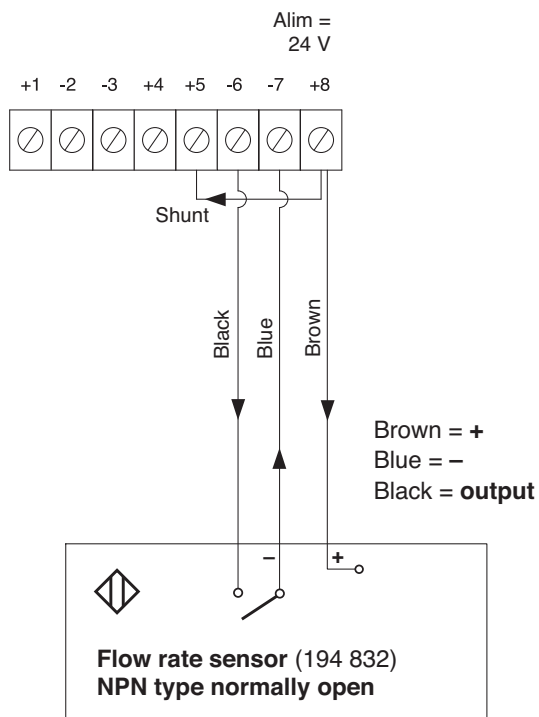 Alim =
24 V
+1 -2 -3 +4 +5 -6 -7 +8
Shunt
Black
Blue
Brown
Brown = +
Blue = –
Black = output
– +
Flow rate sensor (194 832)
NPN type normally open